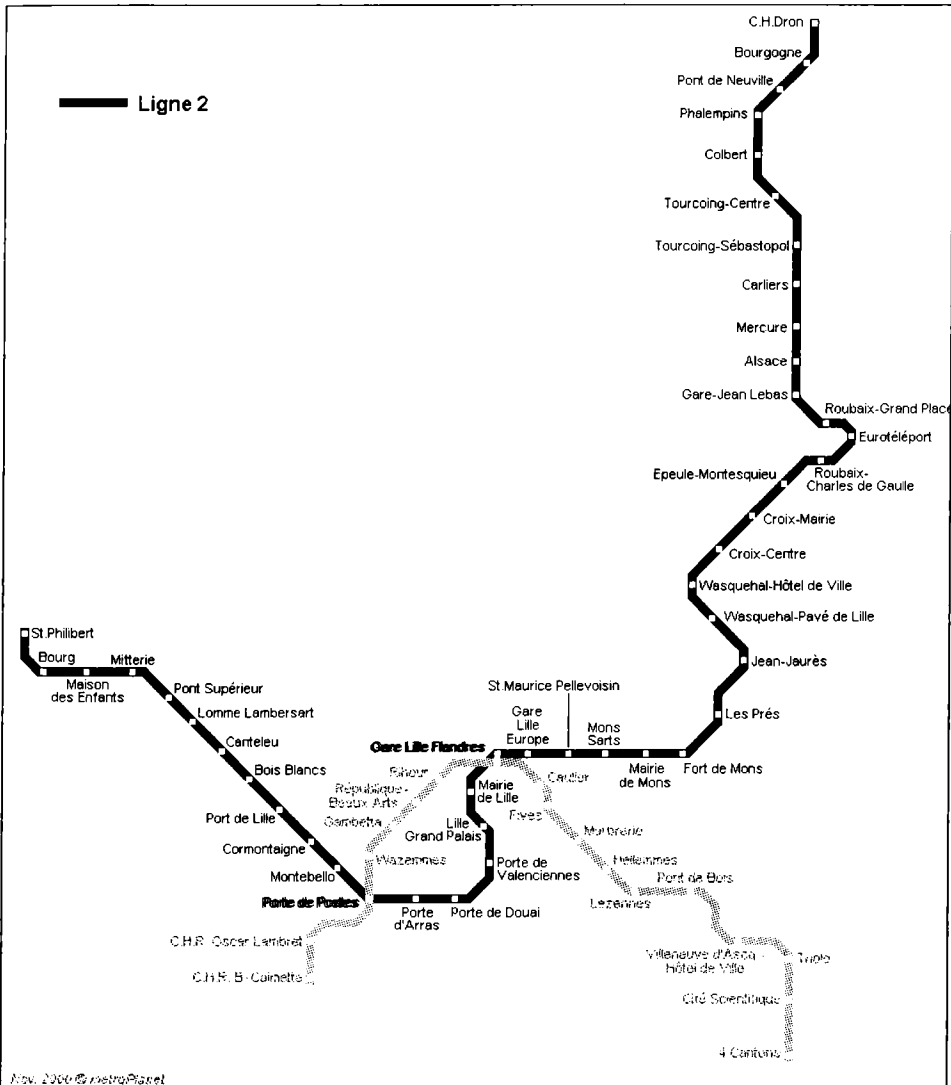 C.H.Dron
Bourgogne
Pont de Neuville
Ligne 2
Phalempins
Colbert
Tourcoing-Centre
Tourcoing-Sébastopol
Carliers
Mercure
Alsace
Gare-Jean Lebas
Roubaix-Grand Place
Eurotéléport
Epeule-Montesquieu
Roubaix-
Charles de Gaulle
Croix-Mairie
Croix-Centre
Wasquehal-Hôtel de Ville
Wasquehal-Pavé de Lille
Jean-Jaurès
Les Prés
Fort de Mons
Mairie
de Mons
Mons
Sarts
St.Maurice Pellevoisin
Gare
Lille
Europe
Gare Lille Flandres
Mairie
de Lille
Lille
Grand Palais
Porte de
Valenciennes
Porte de Douai
Porte
d'Arras
Porte de Postes
Montebello
Cormontaigne
Port de Lille
Bois Blancs
Canteleu
Lomme Lambersart
Pont Supérieur
Mitterie
Maison
des Enfants
Bourg
St.Philibert
Rihour
République-
Beaux Arts
Gambetta
Wazemmes
C.H.R. Oscar Lambret
C.H.R. B-Calmette
Caulier
Fives
Marbrerie
Hellemmes
Lezennes
Pont de Bois
Villeneuve d'Ascq -
Hôtel de Ville
Triolo
Cité Scientifique
4 Cantons
Nov. 2000 © metroPlanet